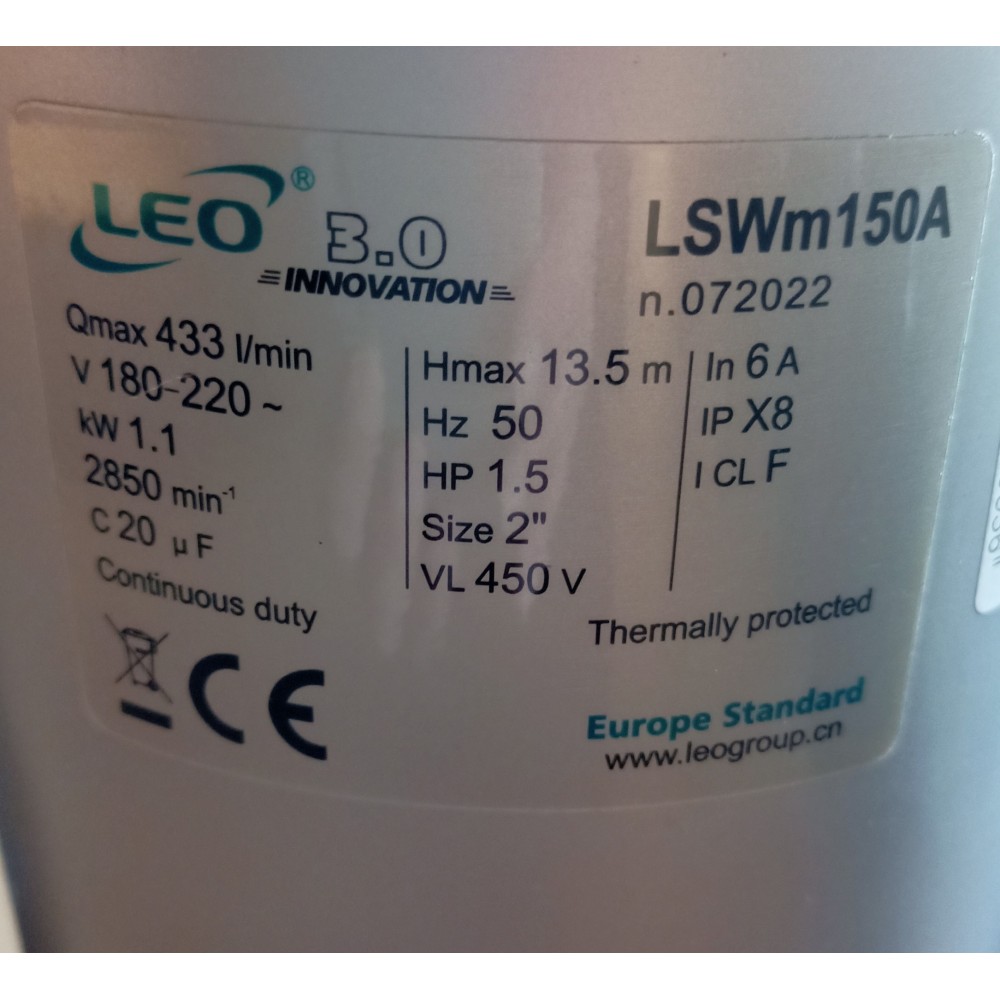 LEO®
3.0
INNOVATION
LSWm150A
n.072022
Qmax 433 l/min
V 180-220 ~
kW 1.1
2850 min-1
C 20 µF
Continuous duty
Hmax 13.5 m
Hz 50
HP 1.5
Size 2"
VL 450 V
In 6 A
IP X8
I CL F
Thermally protected
CE
Europe Standard
www.leogroup.cn